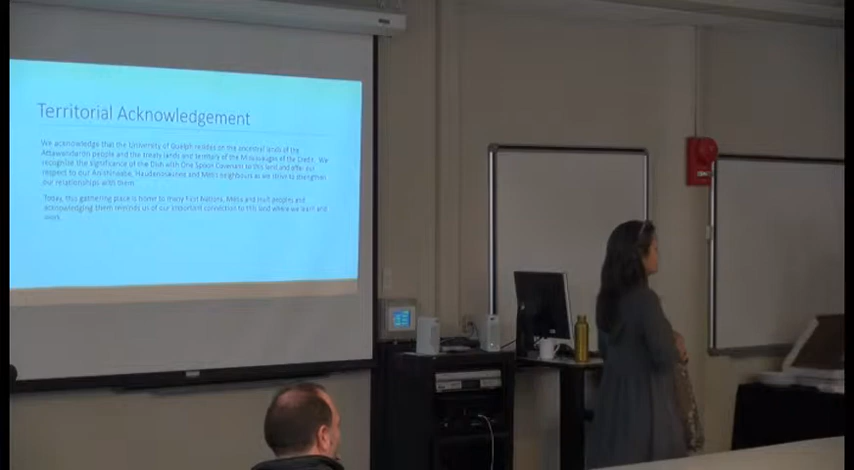 Territorial Acknowledgement
We acknowledge that the University of Guelph resides on the ancestral lands of the
Attawandaron people and the treaty lands and territory of the Mississaugas of the Credit. We
recognize the significance of the Dish with One Spoon Covenant to this land and offer our
respect to our Anishinaabe, Haudenosaunee and Métis neighbours as we strive to strengthen
our relationships with them.
Today, this gathering place is home to many First Nations, Métis and Inuit peoples and
acknowledging them reminds us of our important connection to this land where we learn and
work.